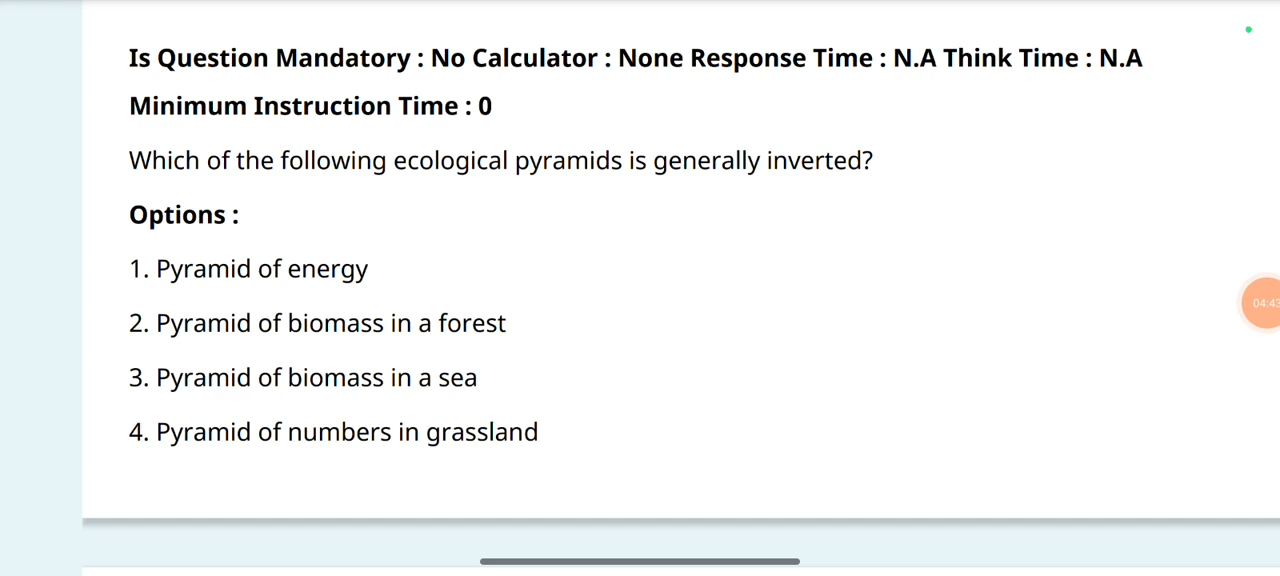 Is Question Mandatory : No Calculator : None Response Time : N.A Think Time : N.A
Minimum Instruction Time : 0
Which of the following ecological pyramids is generally inverted?
Options :
1. Pyramid of energy
2. Pyramid of biomass in a forest
04:43
3. Pyramid of biomass in a sea
4. Pyramid of numbers in grassland